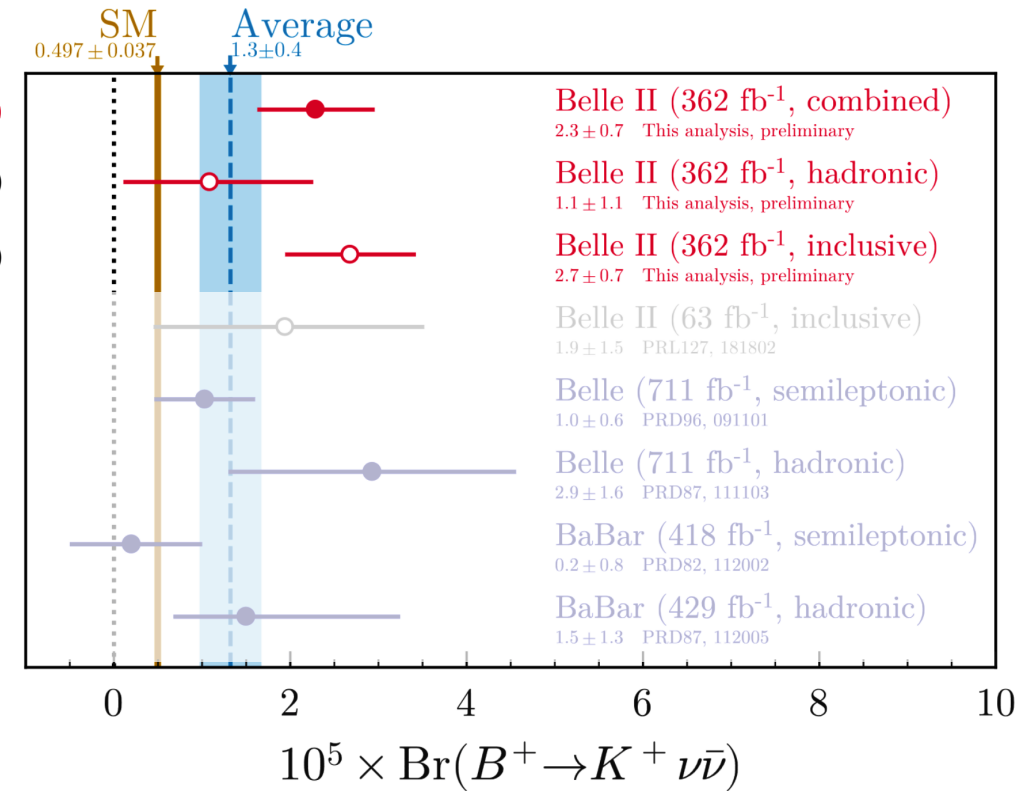 SM
Average
0.497 ± 0.037
1.3±0.4
Belle II (362 fb⁻¹, combined)
2.3 ± 0.7 This analysis, preliminary
Belle II (362 fb⁻¹, hadronic)
1.1 ± 1.1 This analysis, preliminary
Belle II (362 fb⁻¹, inclusive)
2.7 ± 0.7 This analysis, preliminary
Belle II (63 fb⁻¹, inclusive)
1.9 ± 1.5 PRL127, 181802
Belle (711 fb⁻¹, semileptonic)
1.0 ± 0.6 PRD96, 091101
Belle (711 fb⁻¹, hadronic)
2.9 ± 1.6 PRD87, 111103
BaBar (418 fb⁻¹, semileptonic)
0.2 ± 0.8 PRD82, 112002
BaBar (429 fb⁻¹, hadronic)
1.5 ± 1.3 PRD87, 112005
0 2 4 6 8 10
10⁵ × Br(B⁺→K⁺νν̄)